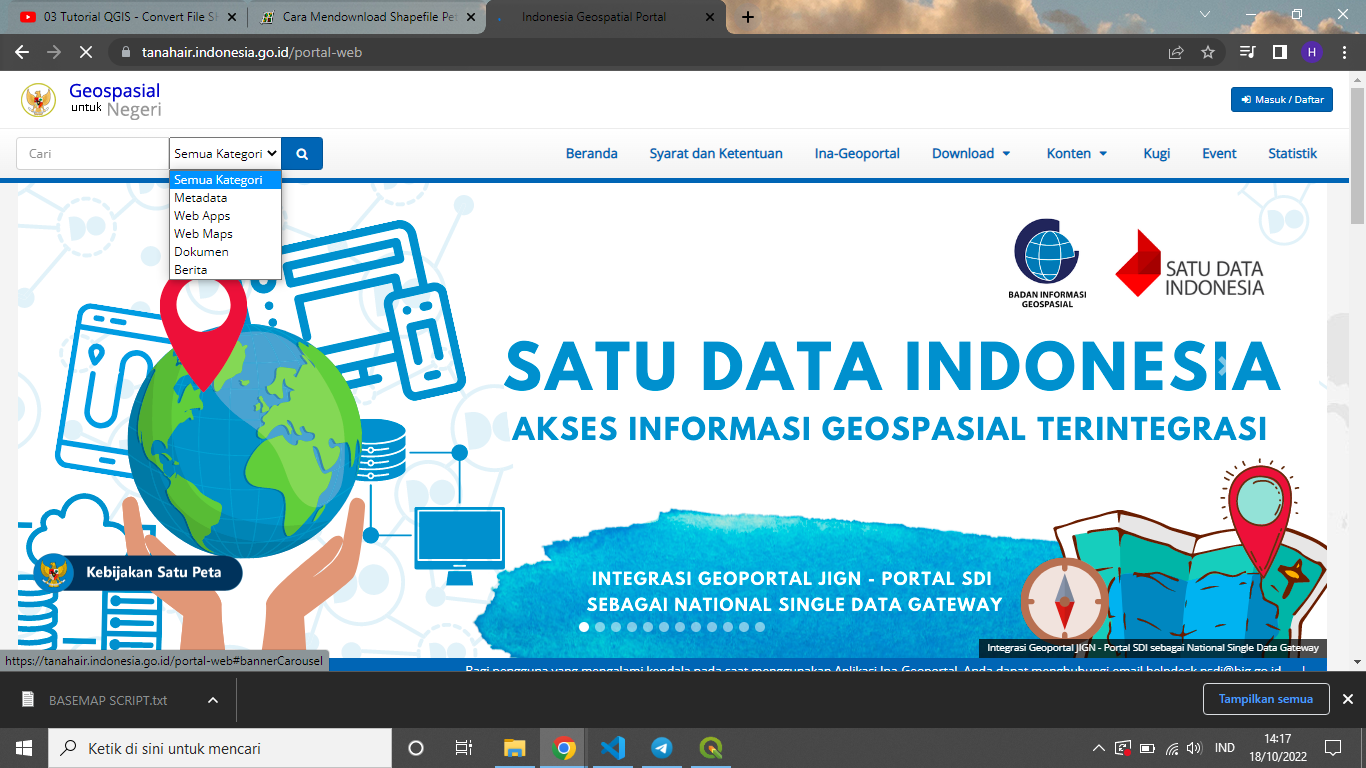 03 Tutorial QGIS - Convert File SH
Cara Mendownload Shapefile Pet
Indonesia Geospatial Portal
tanahair.indonesia.go.id/portal-web
H
Geospasial
untuk Negeri
Masuk / Daftar
Cari
Semua Kategori
Beranda
Syarat dan Ketentuan
Ina-Geoportal
Download
Konten
Kugi
Event
Statistik
Semua Kategori
Metadata
Web Apps
Web Maps
Dokumen
Berita
BADAN INFORMASI
GEOSPASIAL
SATU DATA
INDONESIA
SATU DATA INDONESIA
AKSES INFORMASI GEOSPASIAL TERINTEGRASI
Kebijakan Satu Peta
INTEGRASI GEOPORTAL JIGN - PORTAL SDI
SEBAGAI NATIONAL SINGLE DATA GATEWAY
Integrasi Geoportal JIGN - Portal SDI sebagai National Single Data Gateway
https://tanahair.indonesia.go.id/portal-web#bannerCarousel
Bagi pengguna yang mengalami kendala pada saat menggunakan Aplikasi Ina-Geoportal, Anda dapat menghubungi email helpdesk.psdi@big.go.id
BASEMAP SCRIPT.txt
Tampilkan semua
Ketik di sini untuk mencari
IND
14:17
18/10/2022